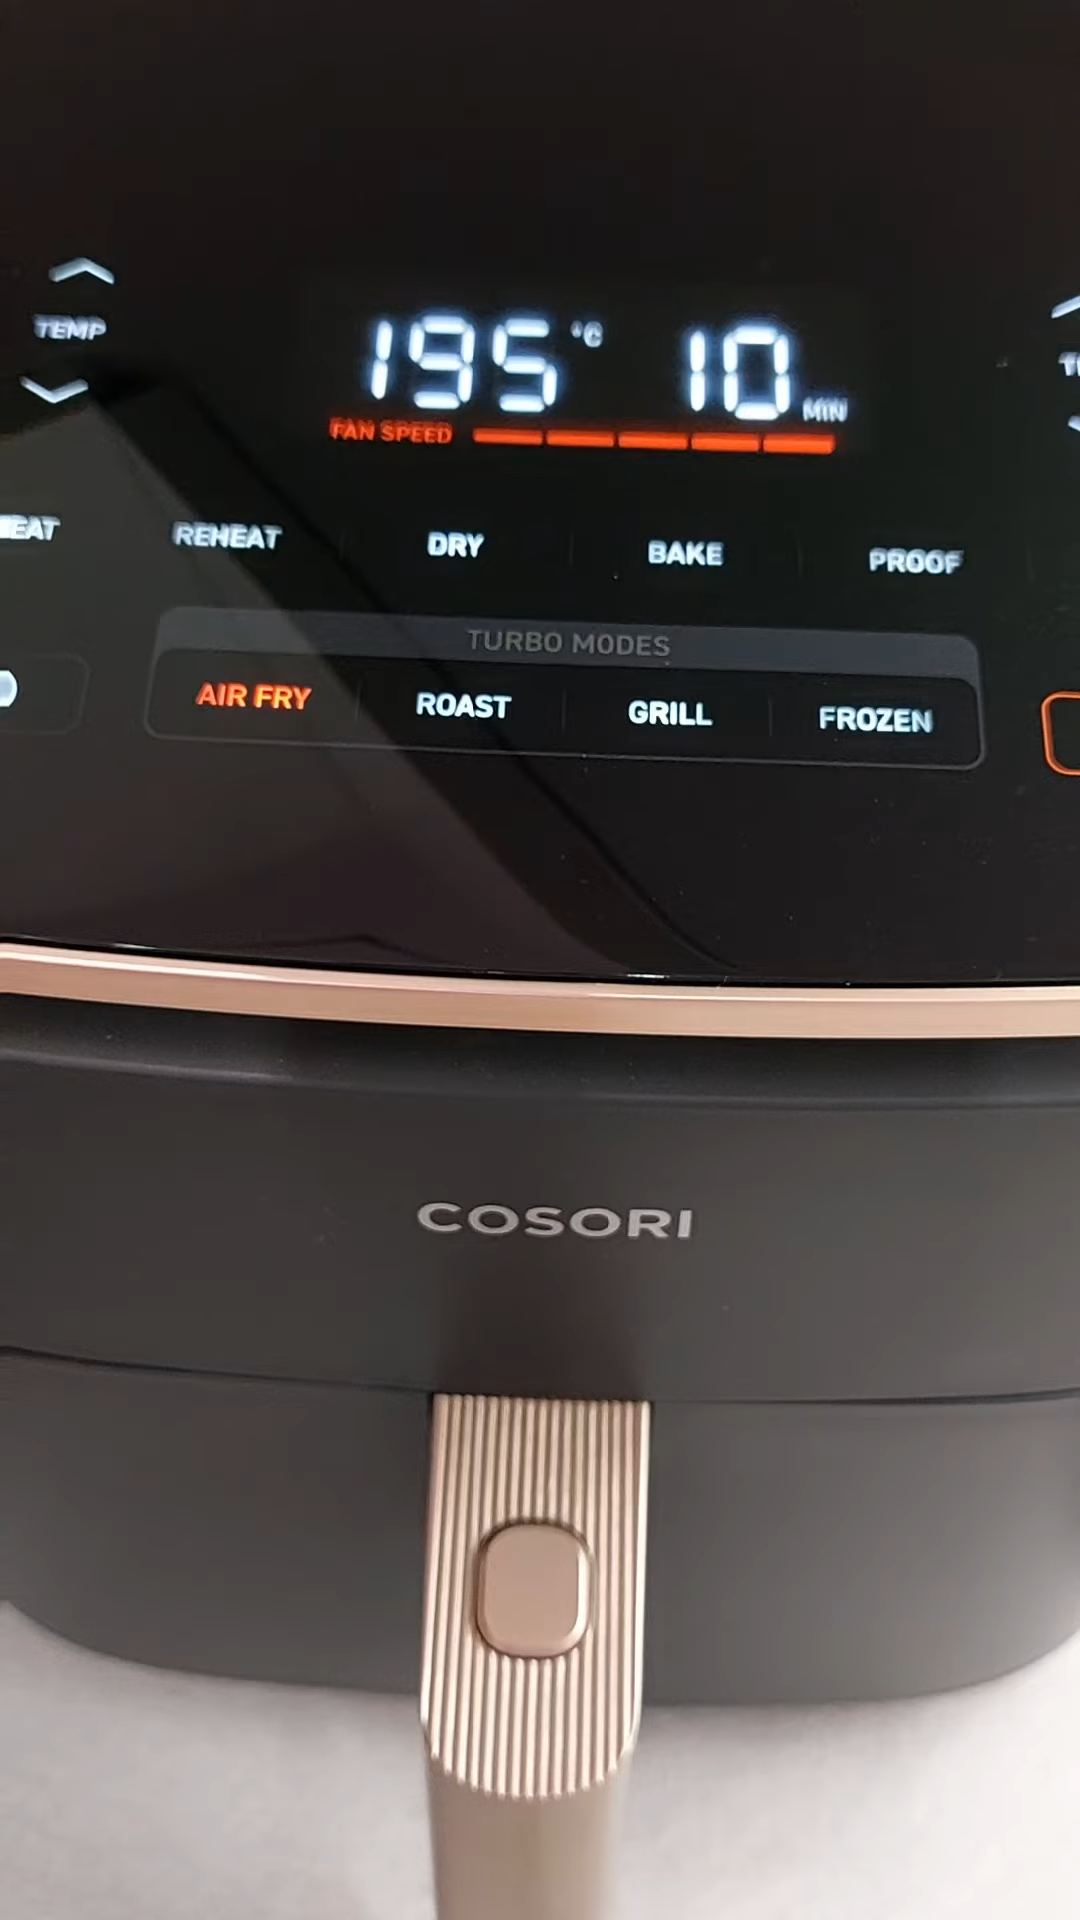 TEMP
195 °C 10 MIN
FAN SPEED
REHEAT DRY BAKE PROOF
TURBO MODES
AIR FRY ROAST GRILL FROZEN
COSORI